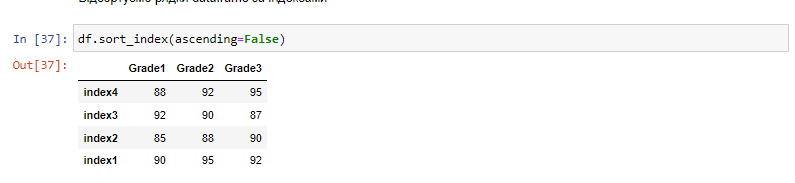 Відсортуємо рядки dataframe за індексами
In [37]: df.sort_index(ascending=False)
Out[37]:
Grade1 Grade2 Grade3
index4 88 92 95
index3 92 90 87
index2 85 88 90
index1 90 95 92